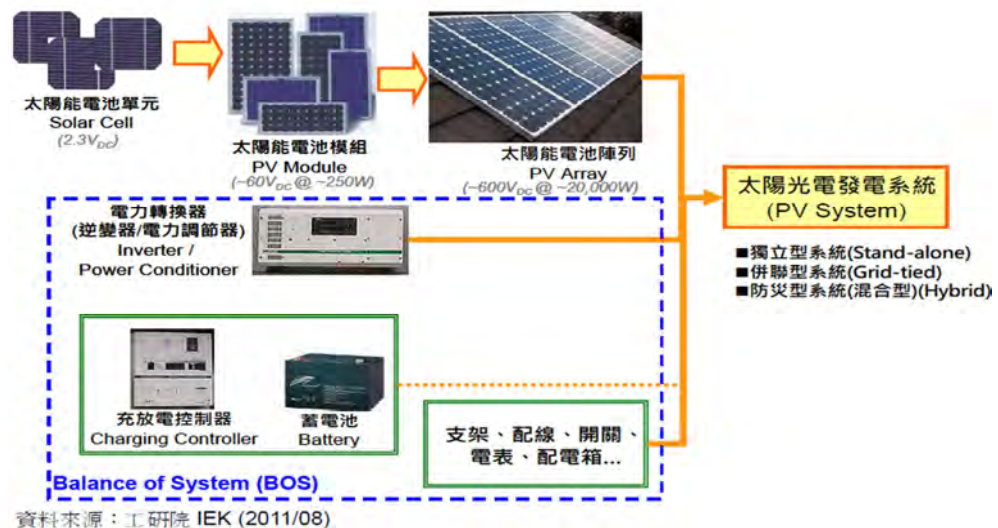 太陽能電池單元
Solar Cell
(2.3VDC)
太陽能電池模組
PV Module
(~60VDC @ ~250W)
太陽能電池陣列
PV Array
(~600VDC @ ~20,000W)
太陽光電發電系統
(PV System)
■獨立型系統(Stand-alone)
■併聯型系統(Grid-tied)
■防災型系統(混合型)(Hybrid)
電力轉換器
(逆變器/電力調節器)
Inverter /
Power Conditioner
充放電控制器
Charging Controller
蓄電池
Battery
支架、配線、開關、
電表、配電箱...
Balance of System (BOS)
資料來源：工研院 IEK (2011/08)